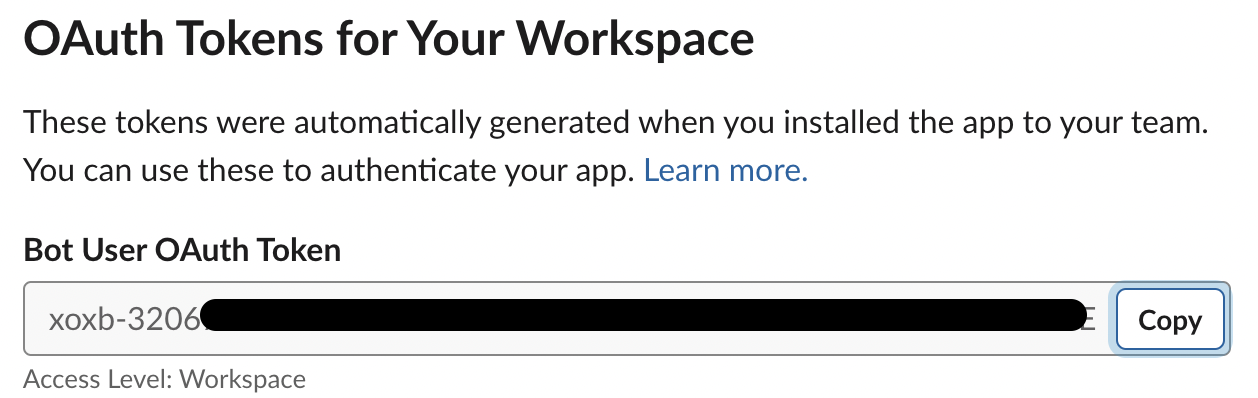 OAuth Tokens for Your Workspace
These tokens were automatically generated when you installed the app to your team.
You can use these to authenticate your app. Learn more.
Bot User OAuth Token
xoxb-3206
Copy
Access Level: Workspace